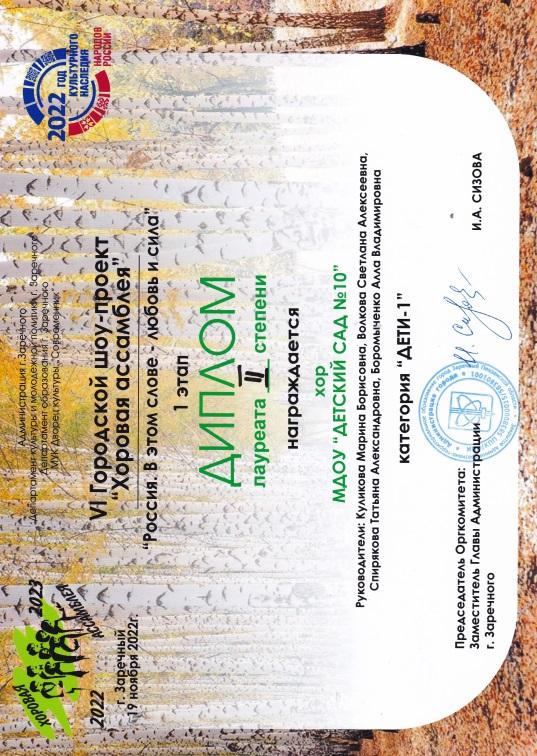 Администрация г.Заречного
Департамент культуры и молодежной политики г. Заречного
Департамент образования г. Заречного
МУК Дворец культуры "Современник"
2022 ГОД
КУЛЬТУРНОГО
НАСЛЕДИЯ
НАРОДОВ
РОССИИ
ХОРОВАЯ
АССАМБЛЕЯ
2022
2023
г. Заречный
19 ноября 2022г.
VI Городской шоу-проект
"Хоровая ассамблея"
"Россия. В этом слове - любовь и сила"
1 этап
ДИПЛОМ
лауреата II степени
награждается
хор
МДОУ "ДЕТСКИЙ САД №10"
Руководители: Куликова Марина Борисовна, Волкова Светлана Алексеевна,
Спирякова Татьяна Александровна, Боромыченко Алла Владимировна
категория "ДЕТИ-1"
Председатель Оргкомитета:
Заместитель Главы Администрации
г. Заречного
И.А. СИЗОВА